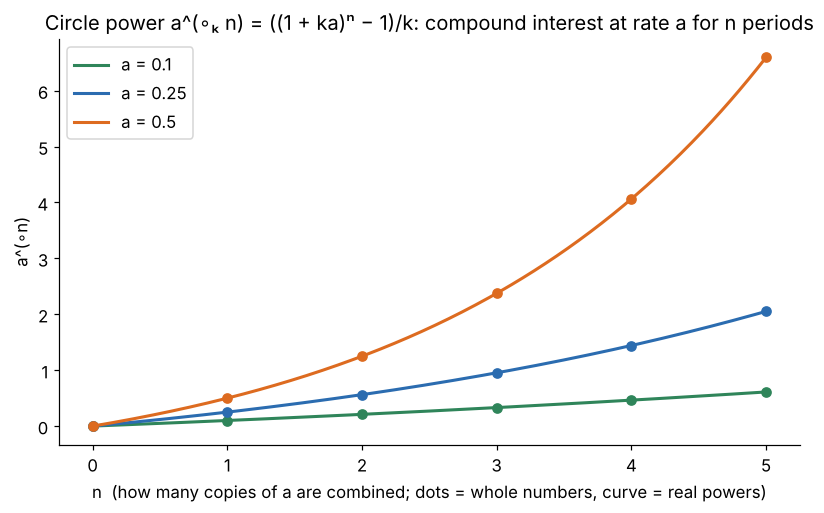 Circle power a^(∘ₖ n) = ((1 + ka)ⁿ − 1)/k: compound interest at rate a for n periods
a = 0.1
a = 0.25
a = 0.5
a^(∘n)
6
5
4
3
2
1
0
0 1 2 3 4 5
n (how many copies of a are combined; dots = whole numbers, curve = real powers)